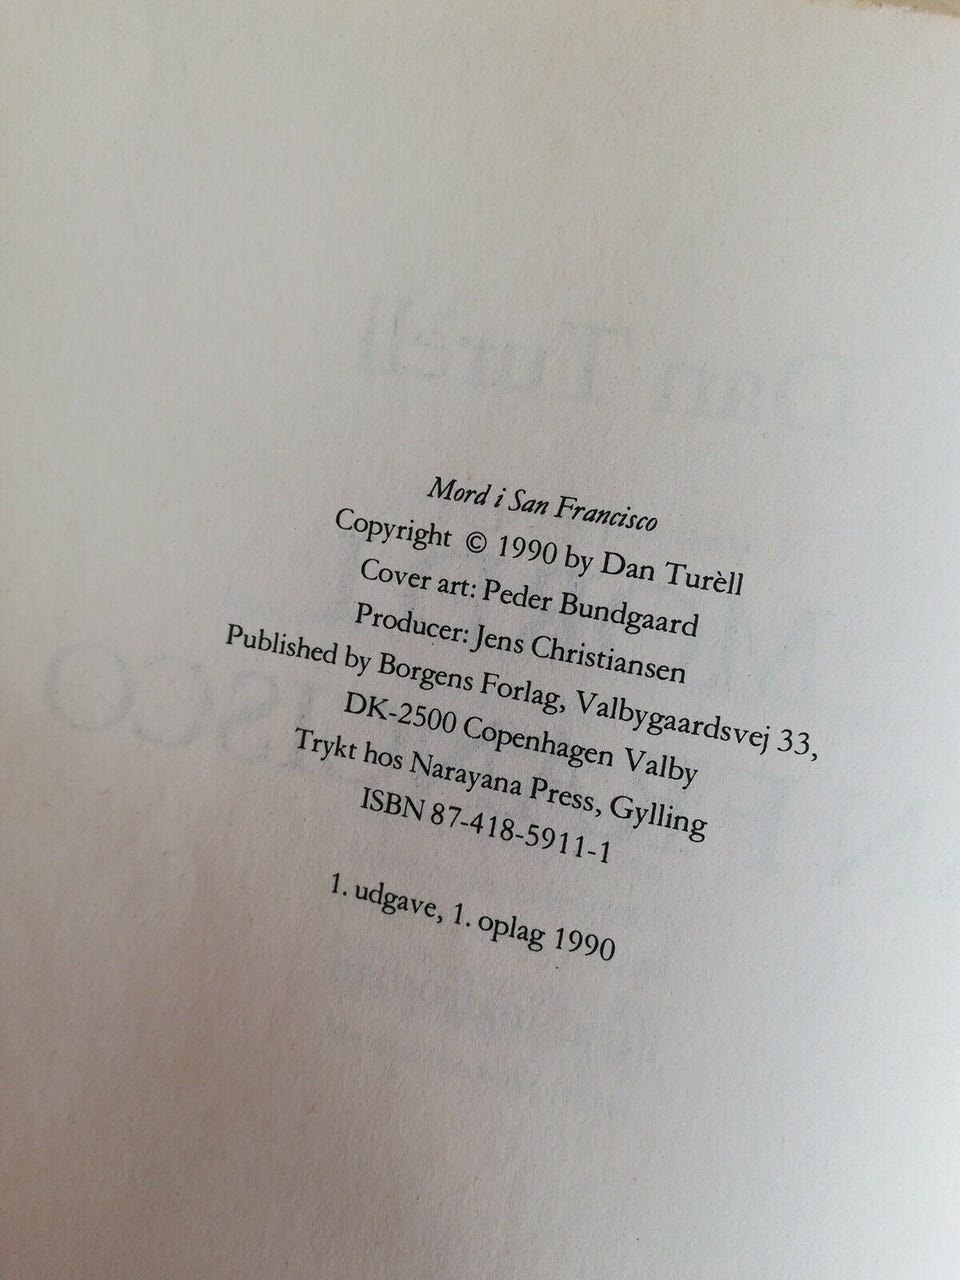 Mord i San Francisco
Copyright © 1990 by Dan Turèll
Cover art: Peder Bundgaard
Producer: Jens Christiansen
Published by Borgens Forlag, Valbygaardsvej 33,
DK-2500 Copenhagen Valby
Trykt hos Narayana Press, Gylling
ISBN 87-418-5911-1
1. udgave, 1. oplag 1990